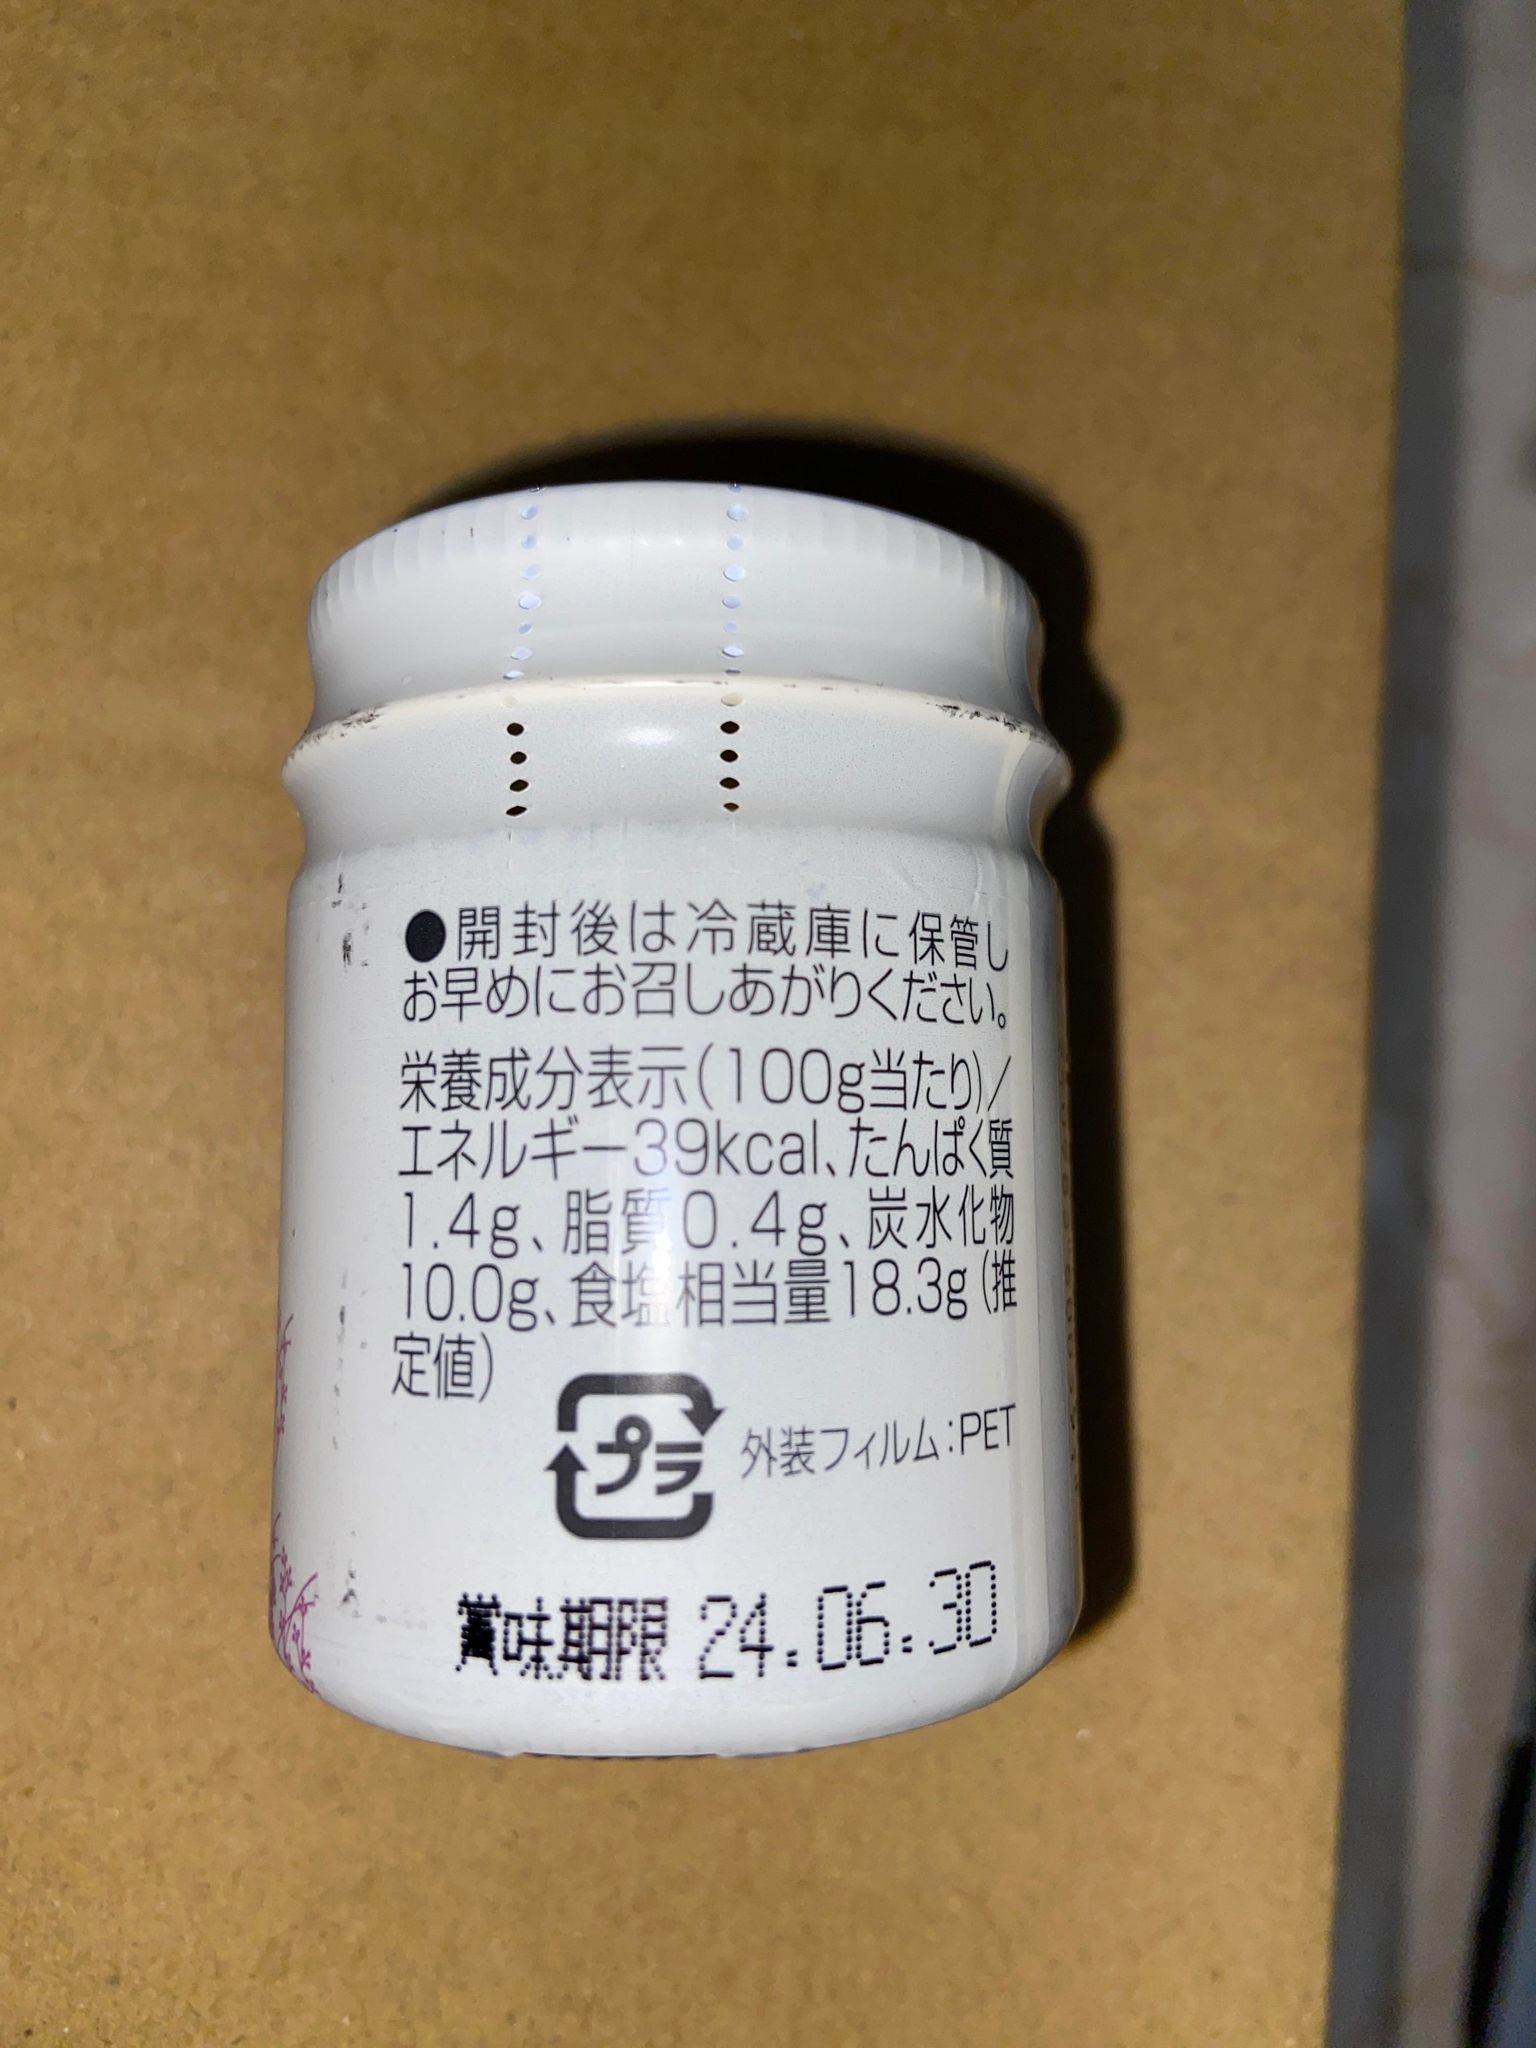 ●開封後は冷蔵庫に保管し
お早めにお召しあがりください。
栄養成分表示(100g当たり)/
エネルギー39kcal、たんぱく質
1.4g、脂質0.4g、炭水化物
10.0g、食塩相当量18.3g(推
定値)
プラ
外装フィルム:PET
賞味期限 24.06.30